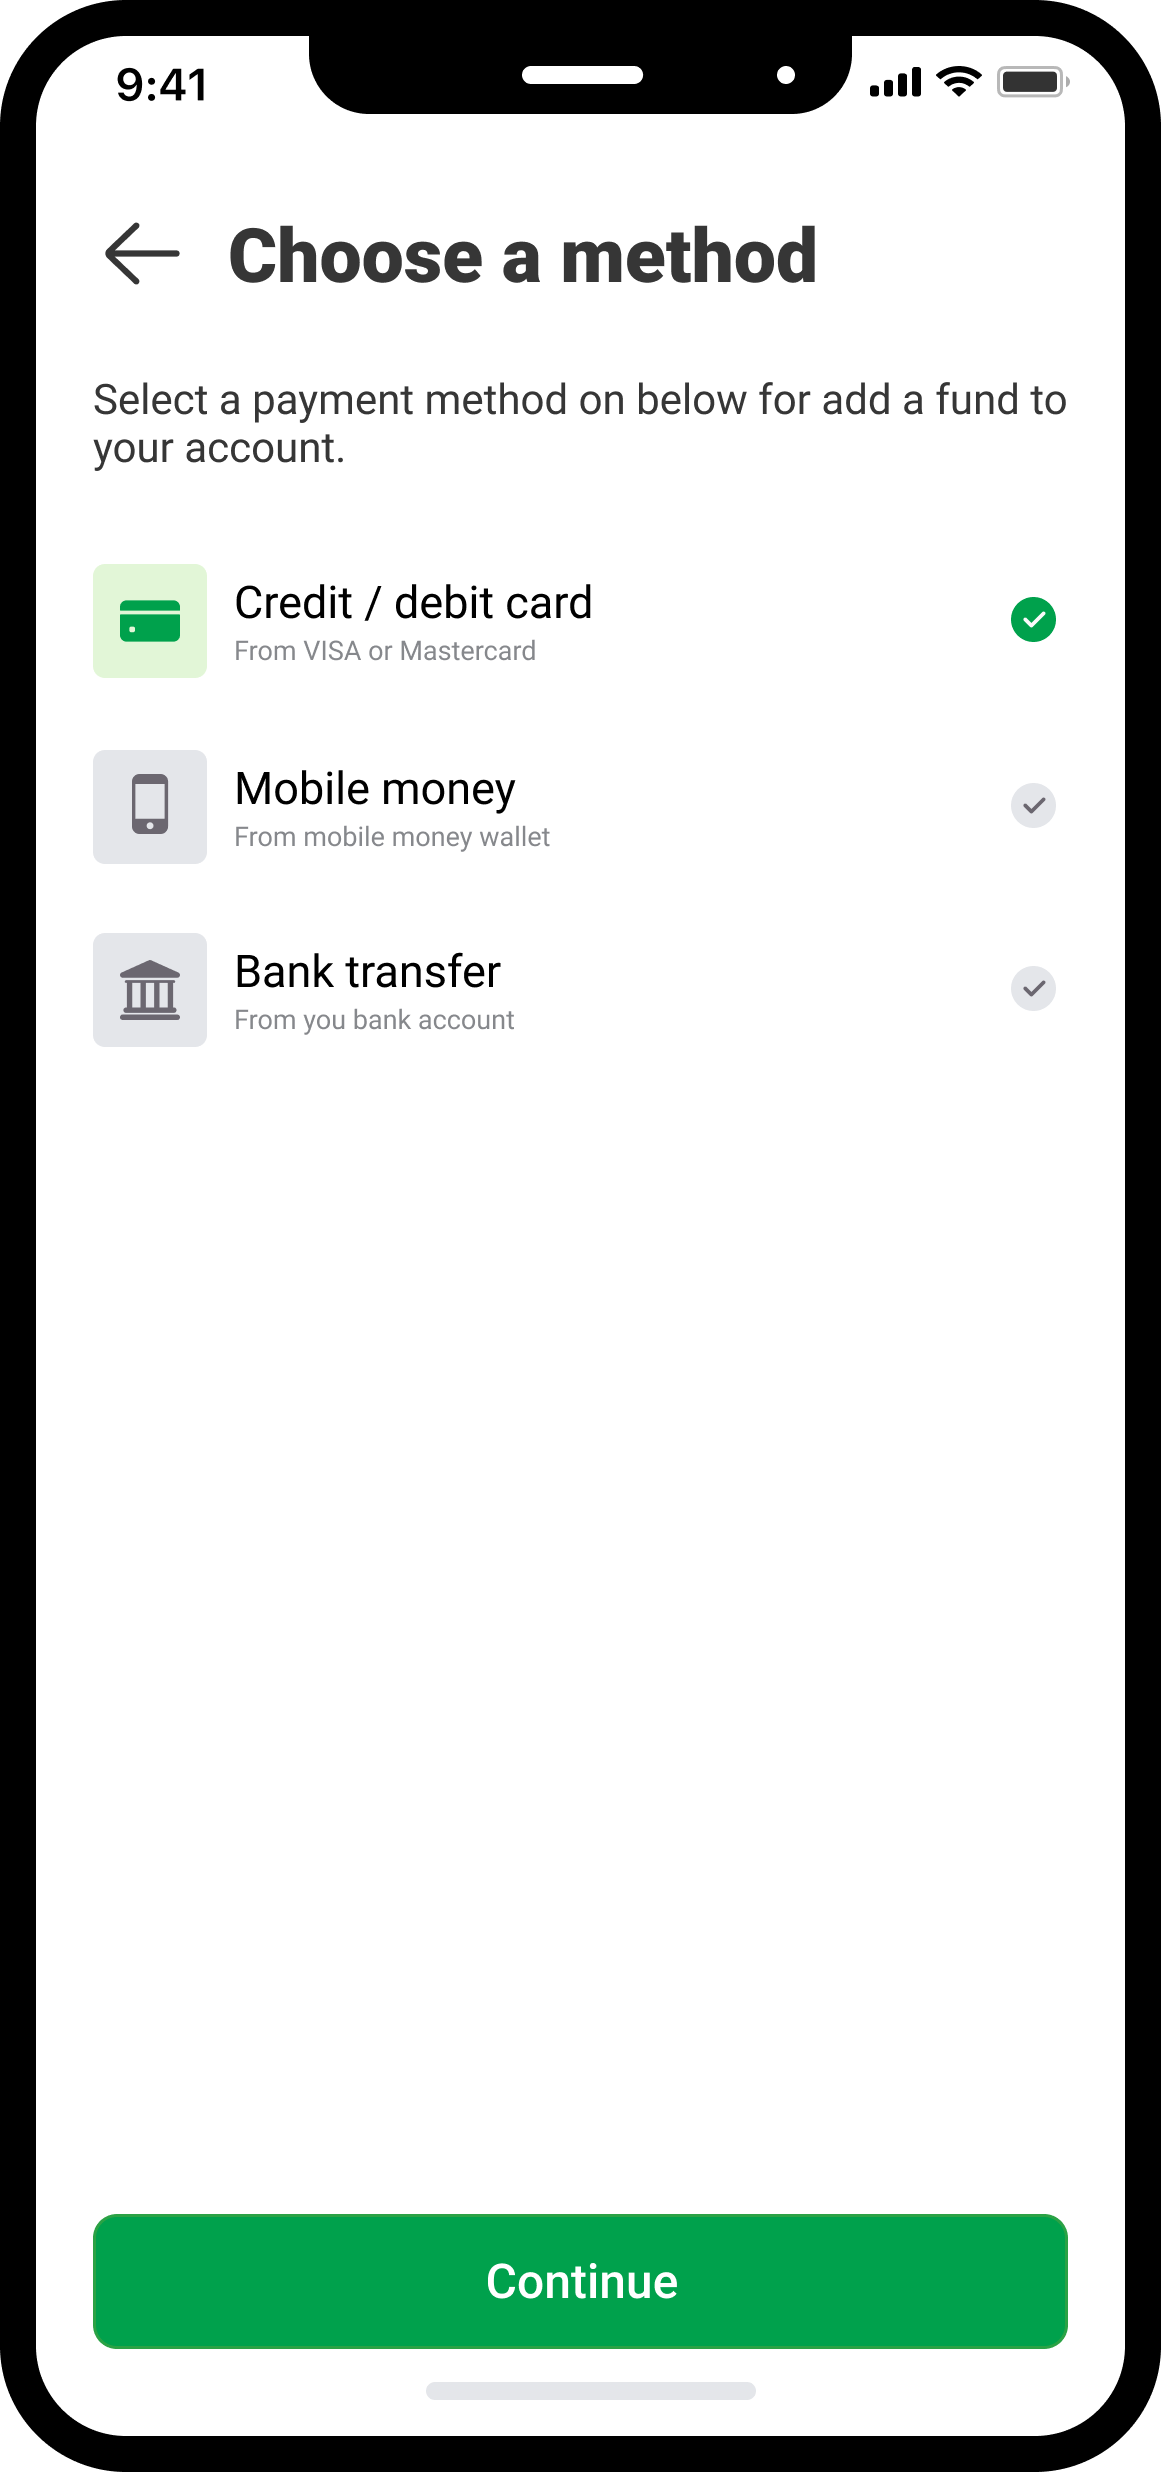 9:41
Choose a method
Select a payment method on below for add a fund to
your account.
Credit / debit card
From VISA or Mastercard
Mobile money
From mobile money wallet
Bank transfer
From you bank account
Continue